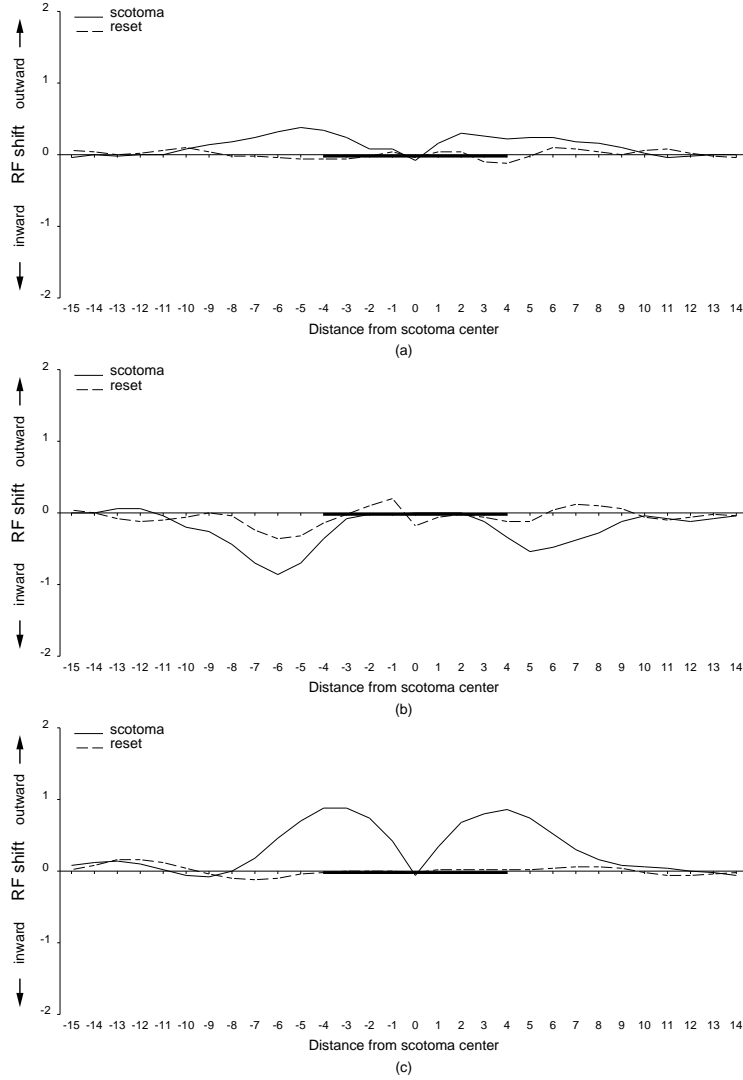 2
scotoma
reset
outward
1
RF shift
0
-1
inward
-2
-15 -14 -13 -12 -11 -10 -9 -8 -7 -6 -5 -4 -3 -2 -1 0 1 2 3 4 5 6 7 8 9 10 11 12 13 14
Distance from scotoma center
(a)
2
scotoma
reset
outward
1
RF shift
0
-1
inward
-2
-15 -14 -13 -12 -11 -10 -9 -8 -7 -6 -5 -4 -3 -2 -1 0 1 2 3 4 5 6 7 8 9 10 11 12 13 14
Distance from scotoma center
(b)
2
scotoma
reset
outward
1
RF shift
0
-1
inward
-2
-15 -14 -13 -12 -11 -10 -9 -8 -7 -6 -5 -4 -3 -2 -1 0 1 2 3 4 5 6 7 8 9 10 11 12 13 14
Distance from scotoma center
(c)